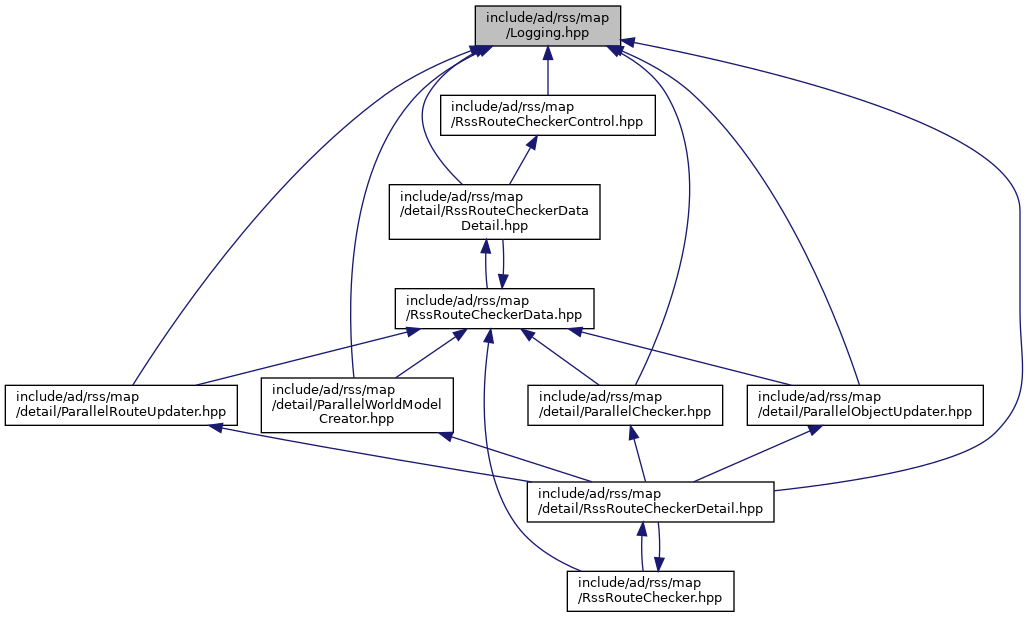 include/ad/rss/map
/Logging.hpp
include/ad/rss/map
/RssRouteCheckerControl.hpp
include/ad/rss/map
/detail/RssRouteCheckerData
Detail.hpp
include/ad/rss/map
/RssRouteCheckerData.hpp
include/ad/rss/map
/detail/ParallelRouteUpdater.hpp
include/ad/rss/map
/detail/ParallelWorldModel
Creator.hpp
include/ad/rss/map
/detail/ParallelChecker.hpp
include/ad/rss/map
/detail/ParallelObjectUpdater.hpp
include/ad/rss/map
/detail/RssRouteCheckerDetail.hpp
include/ad/rss/map
/RssRouteChecker.hpp